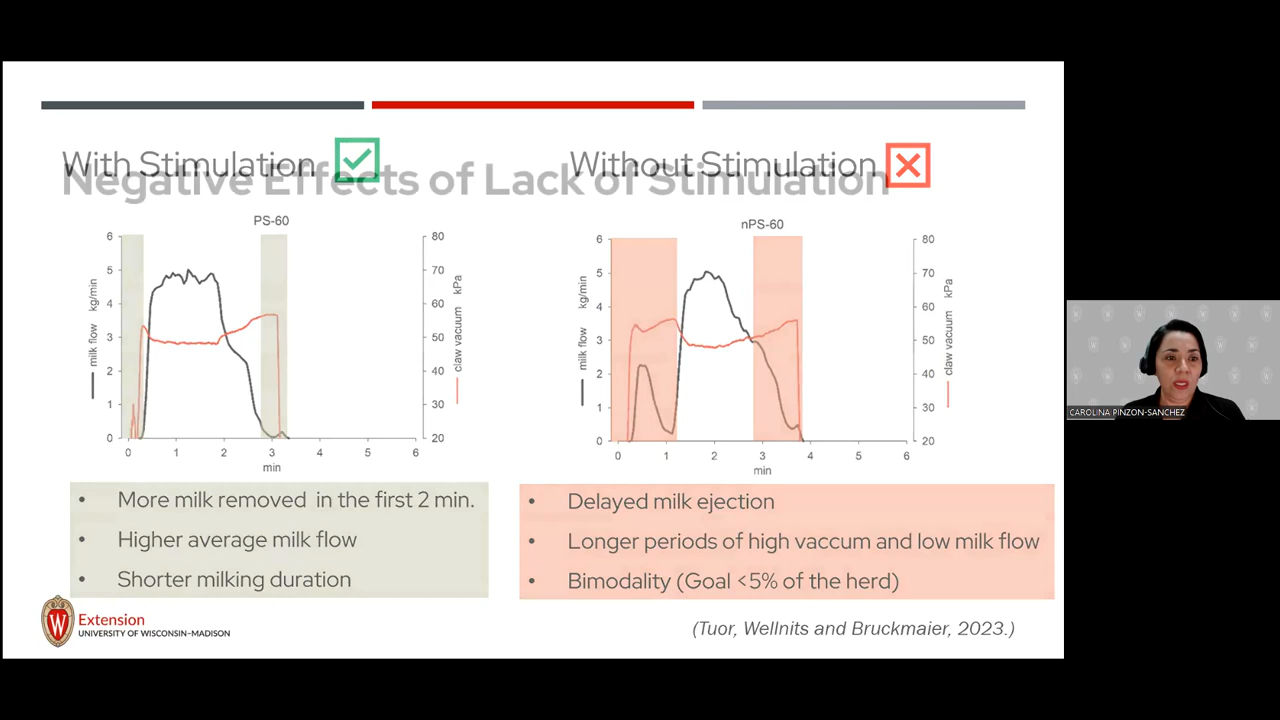 With Stimulation
Without Stimulation
Negative Effects of Lack of Stimulation
PS-60
6
5
4
3
2
1
0
milk flow kg/min
80
70
60
50
40
30
20
claw vacuum kPa
0 1 2 3 4 5 6
min
nPS-60
6
5
4
3
2
1
0
milk flow kg/min
80
70
60
50
40
30
20
claw vacuum kPa
0 1 2 3 4 5 6
min
• More milk removed in the first 2 min.
• Higher average milk flow
• Shorter milking duration
• Delayed milk ejection
• Longer periods of high vaccum and low milk flow
• Bimodality (Goal <5% of the herd)
W
Extension
UNIVERSITY OF WISCONSIN–MADISON
(Tuor, Wellnits and Bruckmaier, 2023.)
CAROLINA PINZON-SANCHEZ